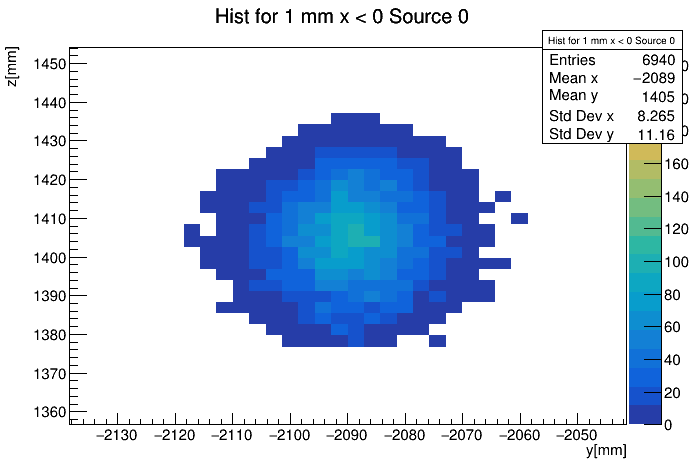 Hist for 1 mm x < 0 Source 0
Hist for 1 mm x < 0 Source 0
Entries 6940
Mean x −2089
Mean y 1405
Std Dev x 8.265
Std Dev y 11.16
z[mm]
1450
1440
1430
1420
1410
1400
1390
1380
1370
1360
0
0
160
140
120
100
80
60
40
20
0
−2130 −2120 −2110 −2100 −2090 −2080 −2070 −2060 −2050
y[mm]